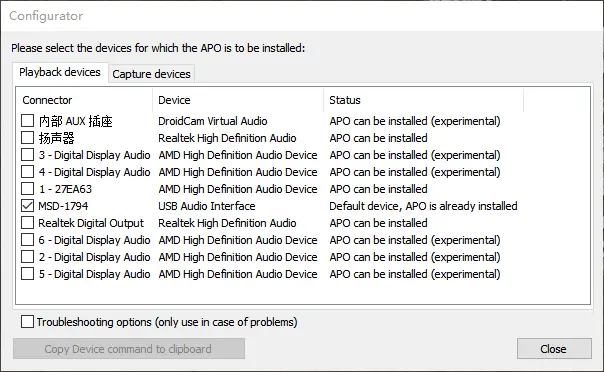 Configurator
Please select the devices for which the APO is to be installed:
Playback devices Capture devices
Connector Device Status
内部 AUX 插座 DroidCam Virtual Audio APO can be installed (experimental)
扬声器 Realtek High Definition Audio APO can be installed
3 - Digital Display Audio AMD High Definition Audio Device APO can be installed (experimental)
4 - Digital Display Audio AMD High Definition Audio Device APO can be installed (experimental)
1 - 27EA63 AMD High Definition Audio Device APO can be installed
MSD-1794 USB Audio Interface Default device, APO is already installed
Realtek Digital Output Realtek High Definition Audio APO can be installed
6 - Digital Display Audio AMD High Definition Audio Device APO can be installed (experimental)
2 - Digital Display Audio AMD High Definition Audio Device APO can be installed (experimental)
5 - Digital Display Audio AMD High Definition Audio Device APO can be installed (experimental)
Troubleshooting options (only use in case of problems)
Copy Device command to clipboard Close